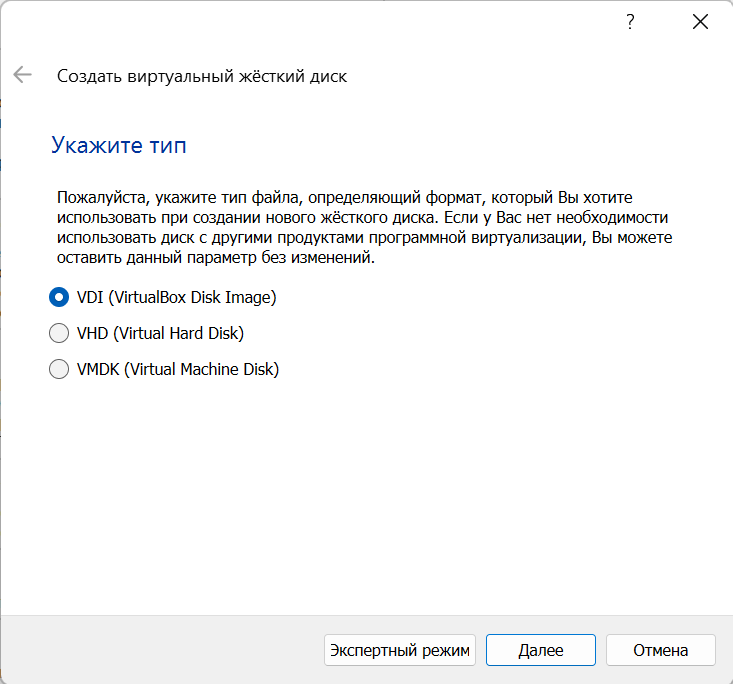 ?
Создать виртуальный жёсткий диск
Укажите тип
Пожалуйста, укажите тип файла, определяющий формат, который Вы хотите
использовать при создании нового жёсткого диска. Если у Вас нет необходимости
использовать диск с другими продуктами программной виртуализации, Вы можете
оставить данный параметр без изменений.
VDI (VirtualBox Disk Image)
VHD (Virtual Hard Disk)
VMDK (Virtual Machine Disk)
Экспертный режим Далее Отмена